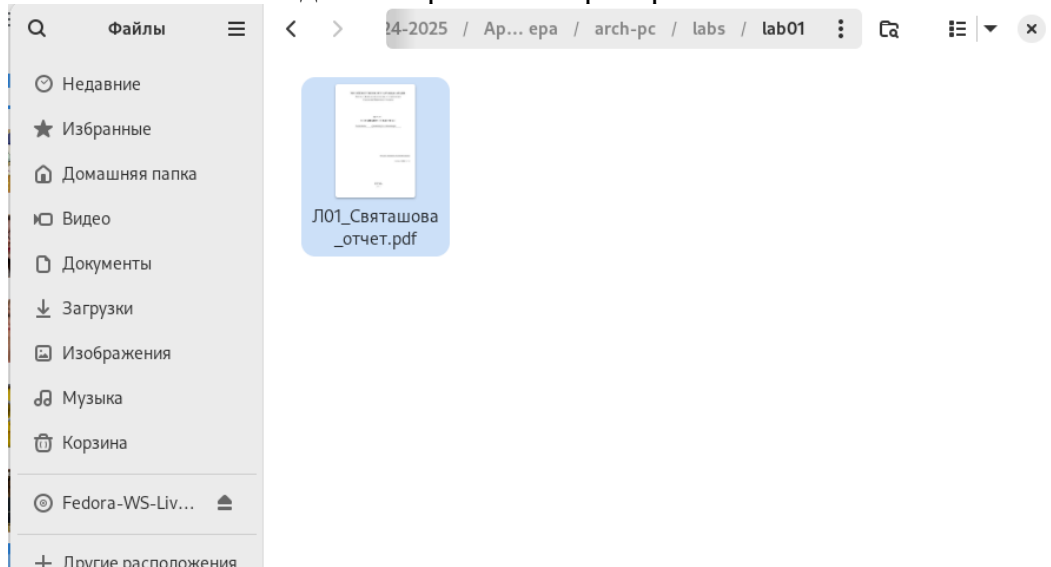 Файлы
24-2025 / Ар... ера / arch-pc / labs / lab01
Недавние
Избранные
Домашняя папка
Видео
Документы
Загрузки
Изображения
Музыка
Корзина
Fedora-WS-Liv...
Другие расположения
Л01_Святашова
_отчет.pdf